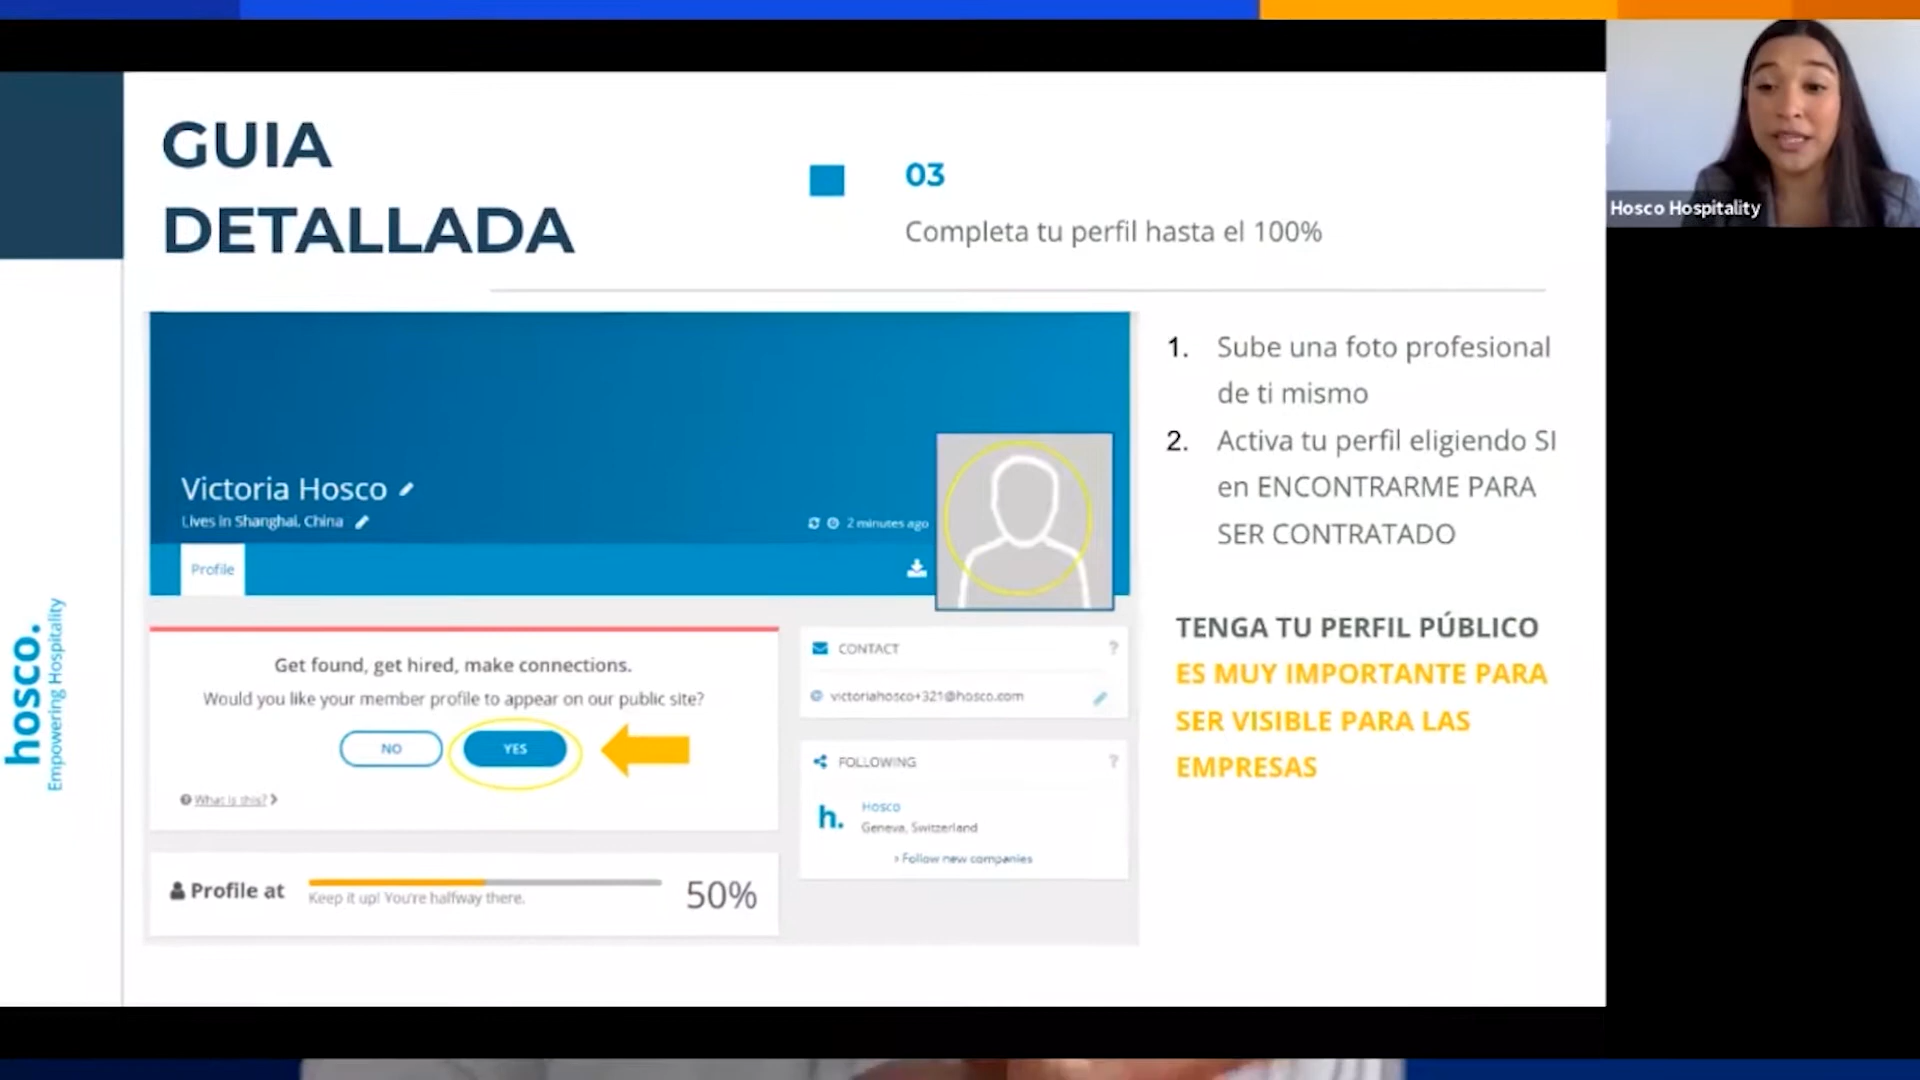 GUIA
DETALLADA
03
Completa tu perfil hasta el 100%
Hosco Hospitality
hosco.
Empowering Hospitality
Victoria Hosco
Lives in Shanghai, China
2 minutes ago
Profile
Get found, get hired, make connections.
Would you like your member profile to appear on our public site?
NO
YES
What is this?
Profile at
Keep it up! You're halfway there.
50%
CONTACT
?
victoriahosco+321@hosco.com
FOLLOWING
?
h.
Hosco
Geneva, Switzerland
› Follow new companies
1. Sube una foto profesional
de ti mismo
2. Activa tu perfil eligiendo SI
en ENCONTRARME PARA
SER CONTRATADO
TENGA TU PERFIL PÚBLICO
ES MUY IMPORTANTE PARA
SER VISIBLE PARA LAS
EMPRESAS